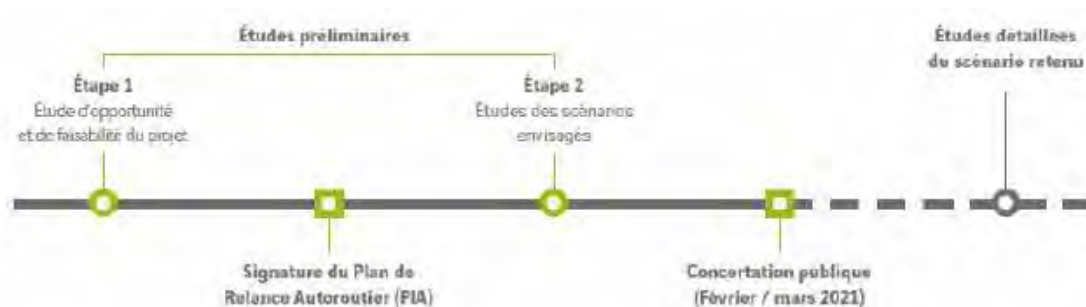 Études préliminaires
Études détaillées
du scénario retenu
Étape 1
Étude d'opportunité
et de faisabilité du projet
Étape 2
Études des scénarios
envisagés
Signature du Plan de
Relance Autoroutier (PIA)
Concertation publique
(Février / mars 2021)